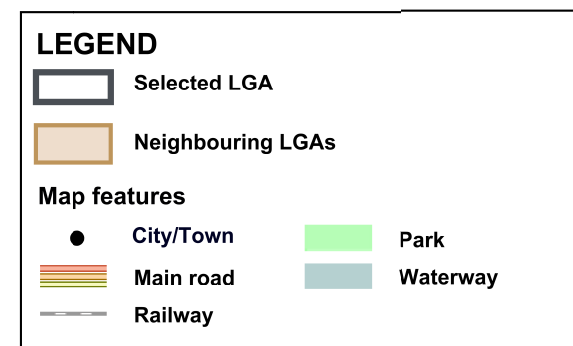 LEGEND
Selected LGA
Neighbouring LGAs
Map features
City/Town
Park
Main road
Waterway
Railway